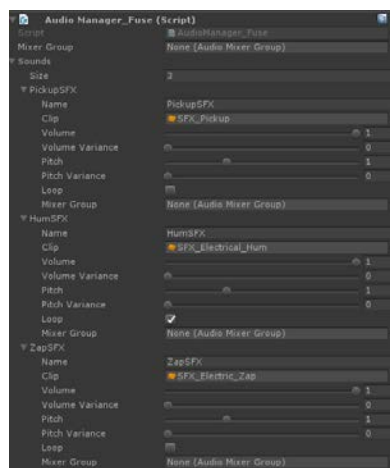 Audio Manager_Fuse (Script)
Script AudioManager_Fuse
Mixer Group None (Audio Mixer Group)
Sounds
Size 3
PickupSFX
Name PickupSFX
Clip SFX_Pickup
Volume 1
Volume Variance 0
Pitch 1
Pitch Variance 0
Loop
Mixer Group None (Audio Mixer Group)
HumSFX
Name HumSFX
Clip SFX_Electrical_Hum
Volume 1
Volume Variance 0
Pitch 1
Pitch Variance 0
Loop
Mixer Group None (Audio Mixer Group)
ZapSFX
Name ZapSFX
Clip SFX_Electric_Zap
Volume 1
Volume Variance 0
Pitch 1
Pitch Variance 0
Loop
Mixer Group None (Audio Mixer Group)